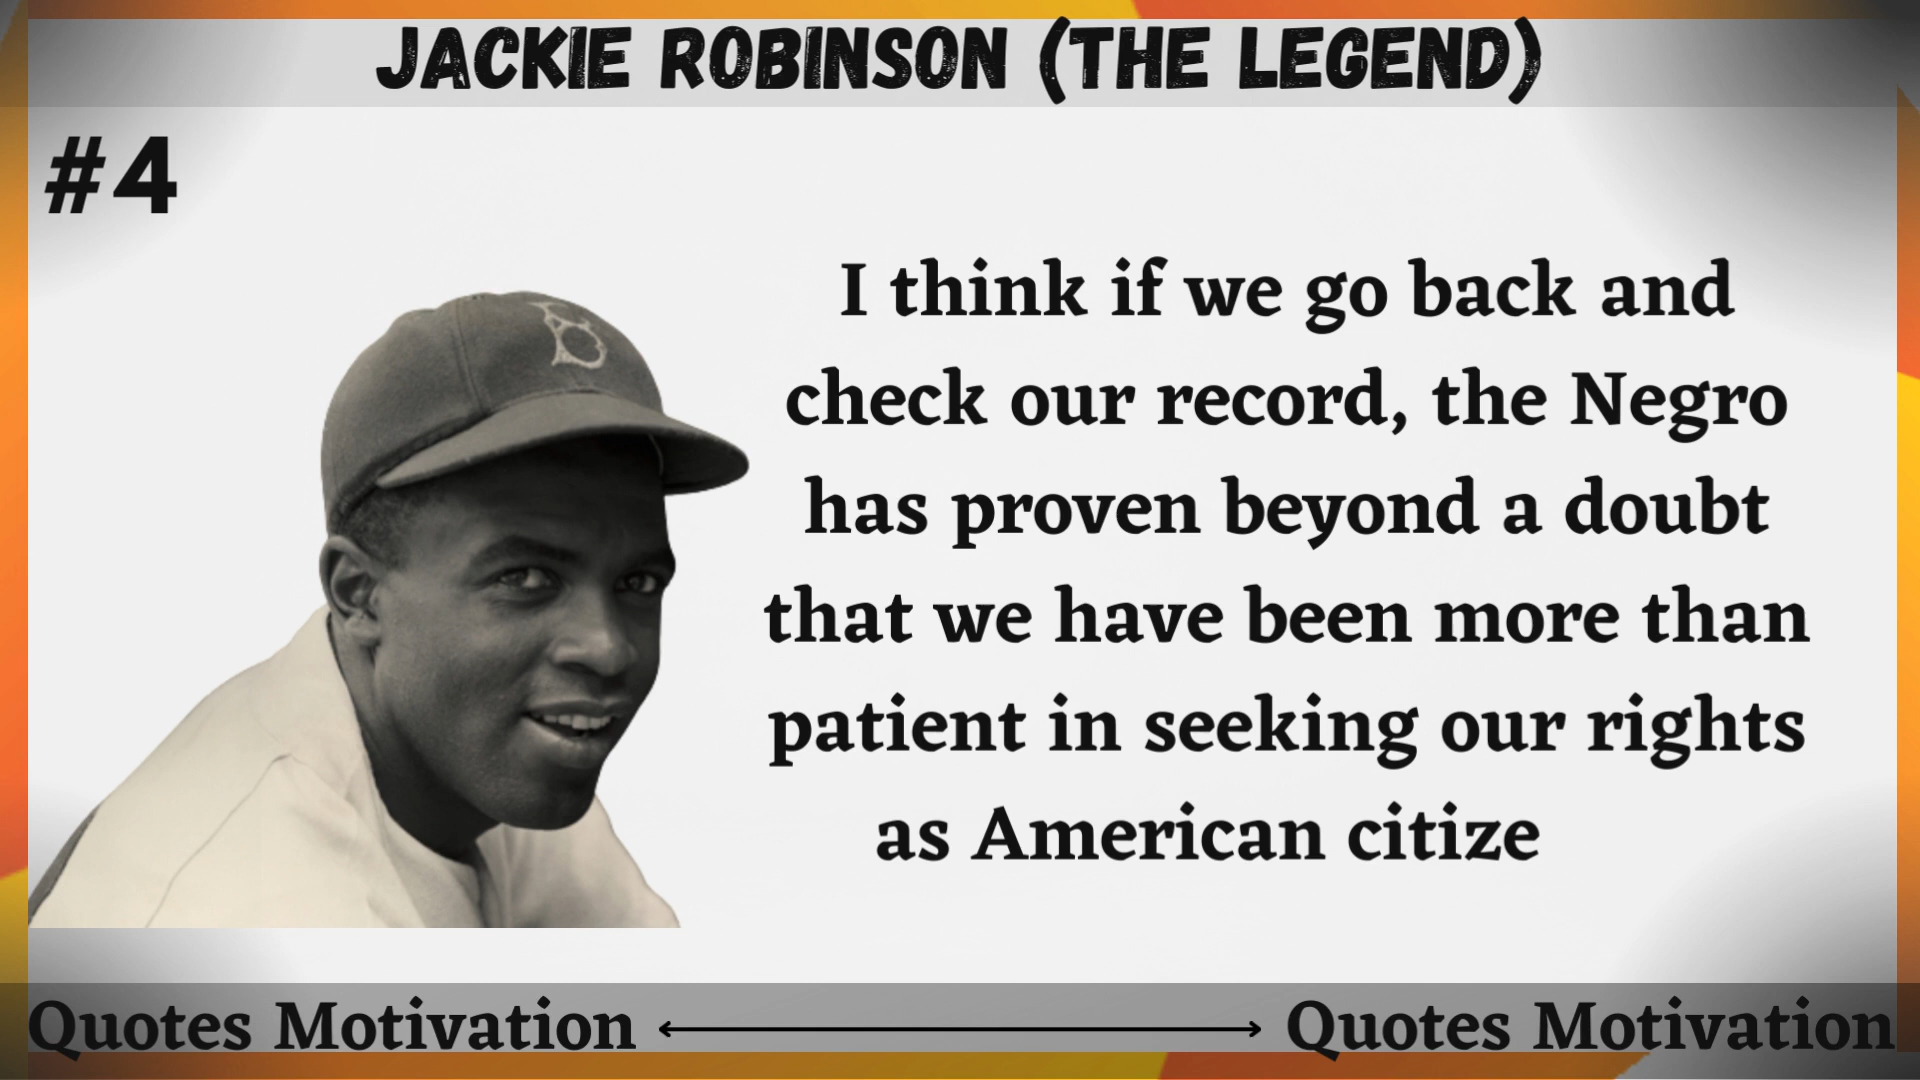 JACKIE ROBINSON (THE LEGEND)
#4
B
I think if we go back and
check our record, the Negro
has proven beyond a doubt
that we have been more than
patient in seeking our rights
as American citize
Quotes Motivation
Quotes Motivation